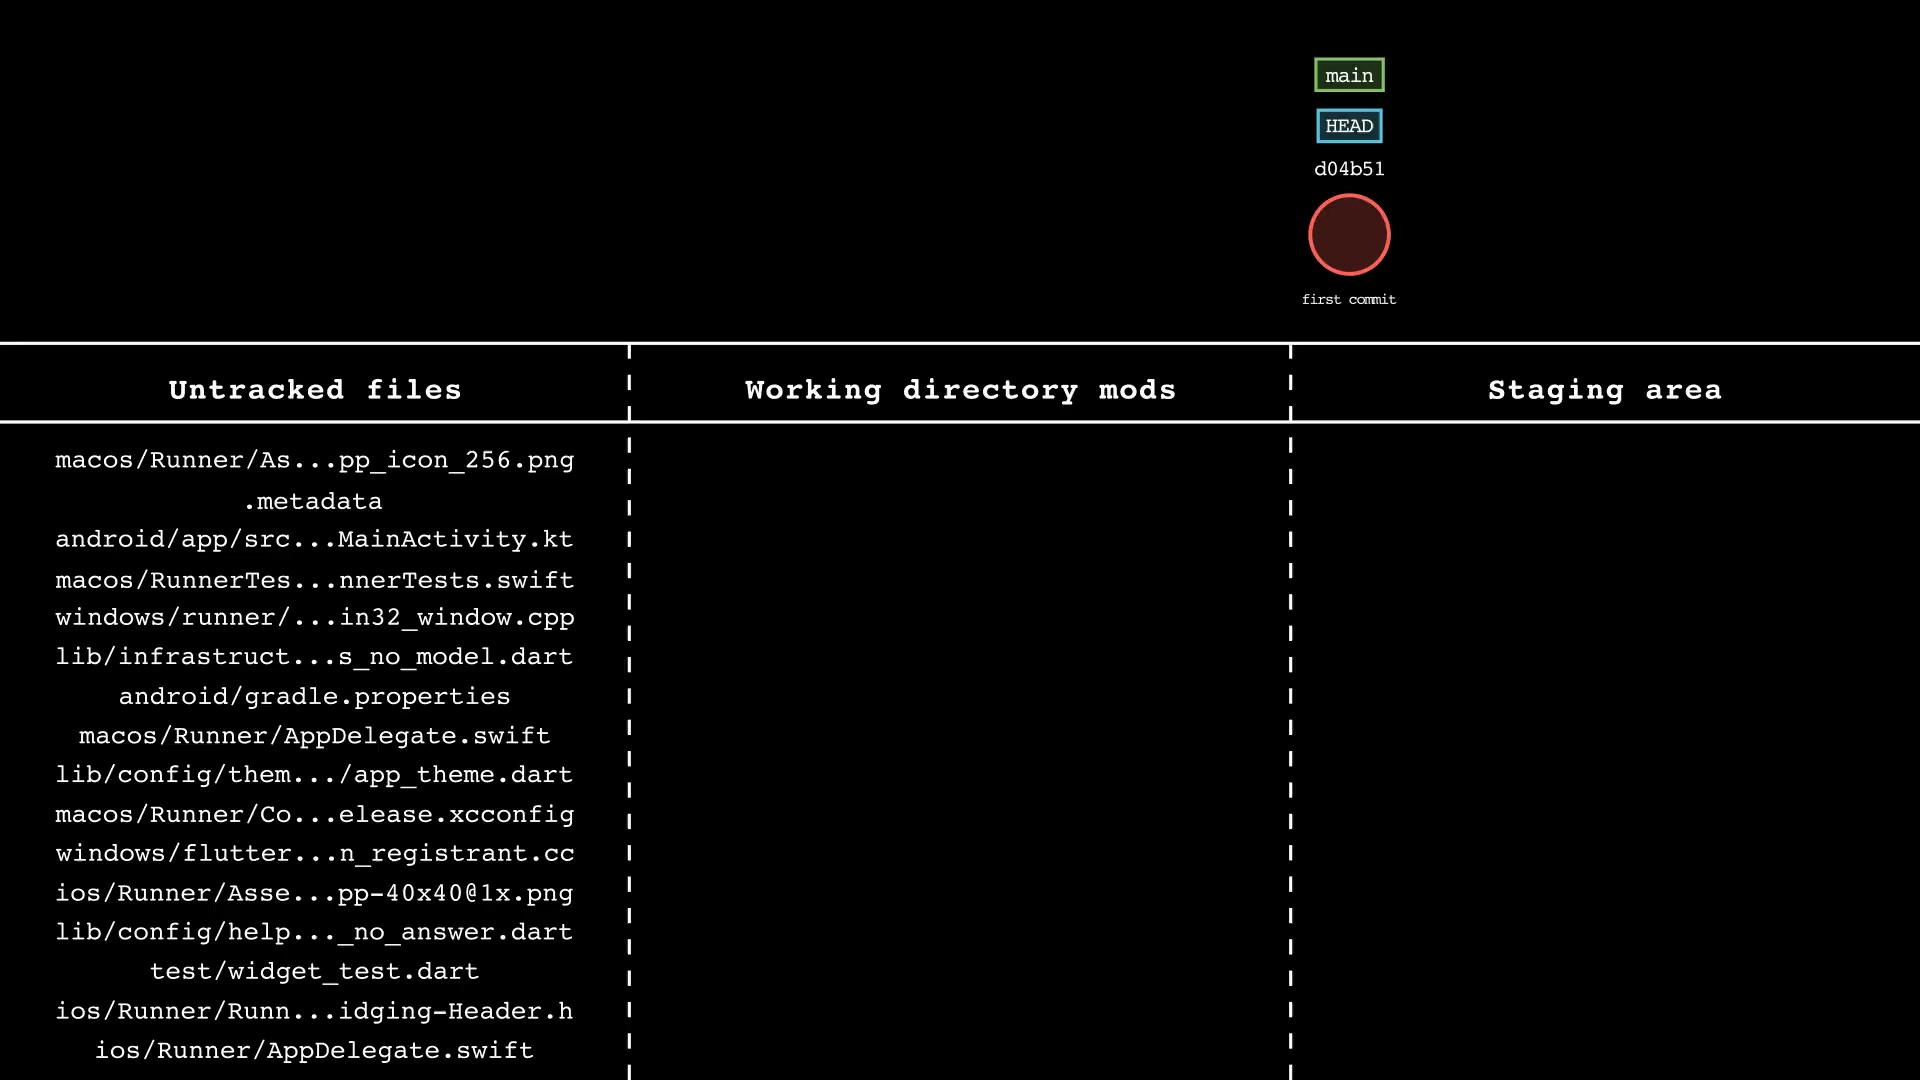 main
HEAD
d04b51
first commit
Untracked files
Working directory mods
Staging area
macos/Runner/As...pp_icon_256.png
.metadata
android/app/src...MainActivity.kt
macos/RunnerTes...nnerTests.swift
windows/runner/...in32_window.cpp
lib/infrastruct...s_no_model.dart
android/gradle.properties
macos/Runner/AppDelegate.swift
lib/config/them.../app_theme.dart
macos/Runner/Co...elease.xcconfig
windows/flutter...n_registrant.cc
ios/Runner/Asse...pp-40x40@1x.png
lib/config/help..._no_answer.dart
test/widget_test.dart
ios/Runner/Runn...idging-Header.h
ios/Runner/AppDelegate.swift